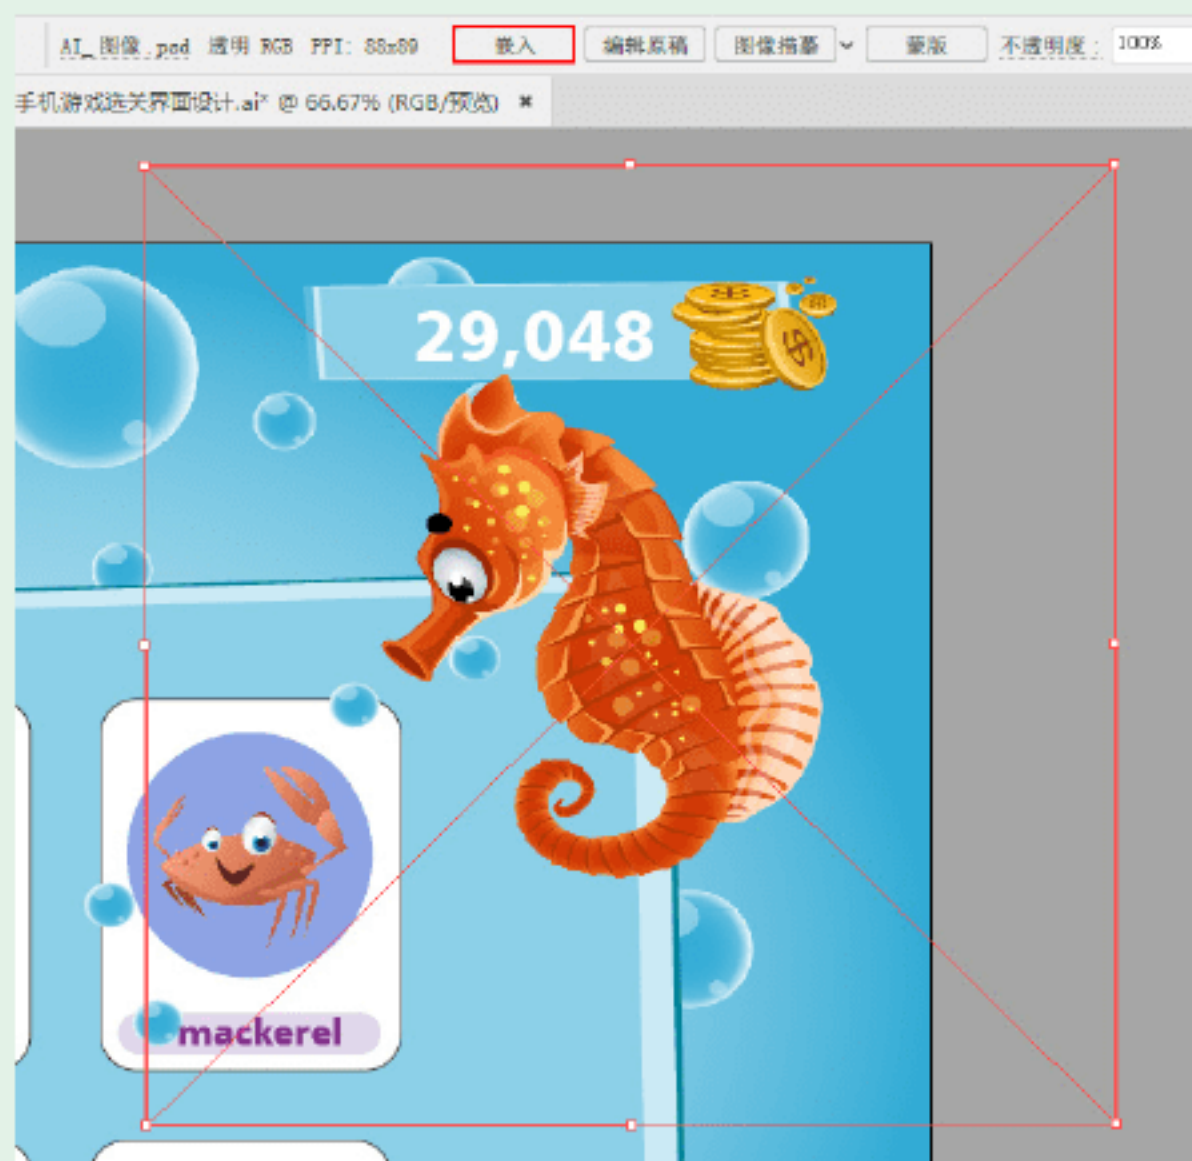 AI_图像.psd 透明 RGB PPI: 88x89 嵌入 编辑原稿 图像描摹 蒙版 不透明度: 100%
手机游戏选关界面设计.ai* @ 66.67% (RGB/预览) ×
29,048
mackerel